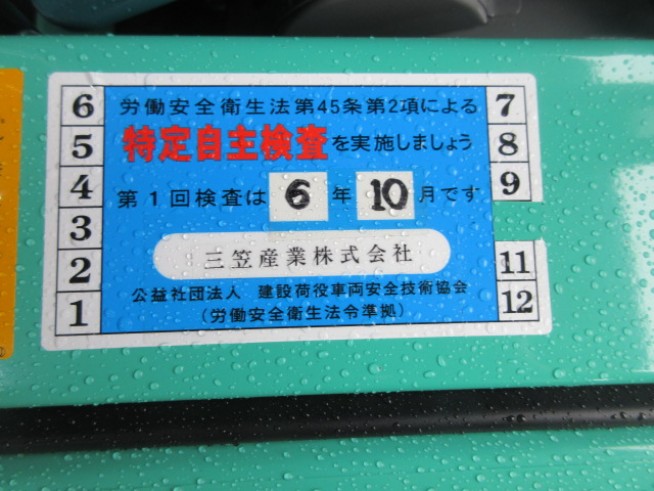 労働安全衛生法第45条第2項による
特定自主検査を実施しましょう
第1回検査は 6 年 10 月です
三笠産業株式会社
公益社団法人 建設荷役車両安全技術協会
(労働安全衛生法令準拠)
6
5
4
3
2
1
7
8
9
11
12